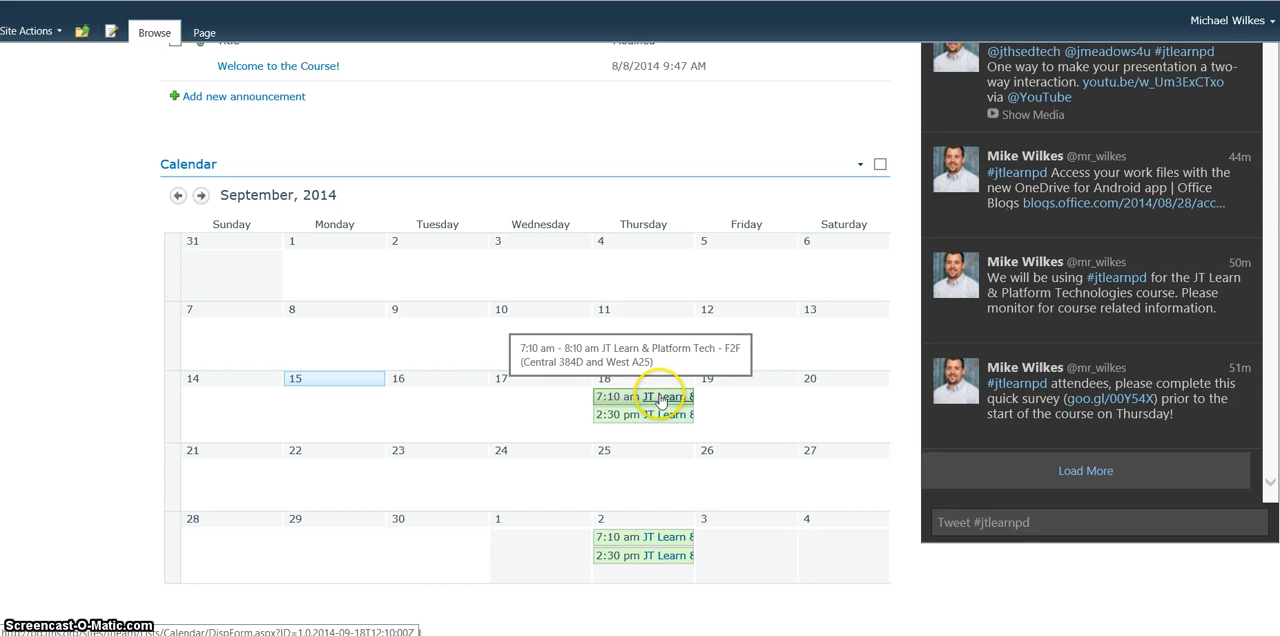 Site Actions
Browse
Page
Michael Wilkes
Title
Modified
Welcome to the Course!
8/8/2014 9:47 AM
Add new announcement
Calendar
September, 2014
Sunday
Monday
Tuesday
Wednesday
Thursday
Friday
Saturday
31
1
2
3
4
5
6
7
8
9
10
11
12
13
7:10 am - 8:10 am JT Learn & Platform Tech - F2F
(Central 384D and West A25)
14
15
16
17
18
19
20
7:10 am JT Learn &
2:30 pm JT Learn &
21
22
23
24
25
26
27
28
29
30
1
2
3
4
7:10 am JT Learn &
2:30 pm JT Learn &
@jthsedtech @jmeadows4u #jtlearnpd
One way to make your presentation a two-
way interaction. youtu.be/w_Um3ExCTxo
via @YouTube
Show Media
Mike Wilkes @mr_wilkes 44m
#jtlearnpd Access your work files with the
new OneDrive for Android app | Office
Blogs blogs.office.com/2014/08/28/acc...
Mike Wilkes @mr_wilkes 50m
We will be using #jtlearnpd for the JT Learn
& Platform Technologies course. Please
monitor for course related information.
Mike Wilkes @mr_wilkes 51m
#jtlearnpd attendees, please complete this
quick survey (goo.gl/00Y54X) prior to the
start of the course on Thursday!
Load More
Tweet #jtlearnpd
Screencast-O-Matic.com